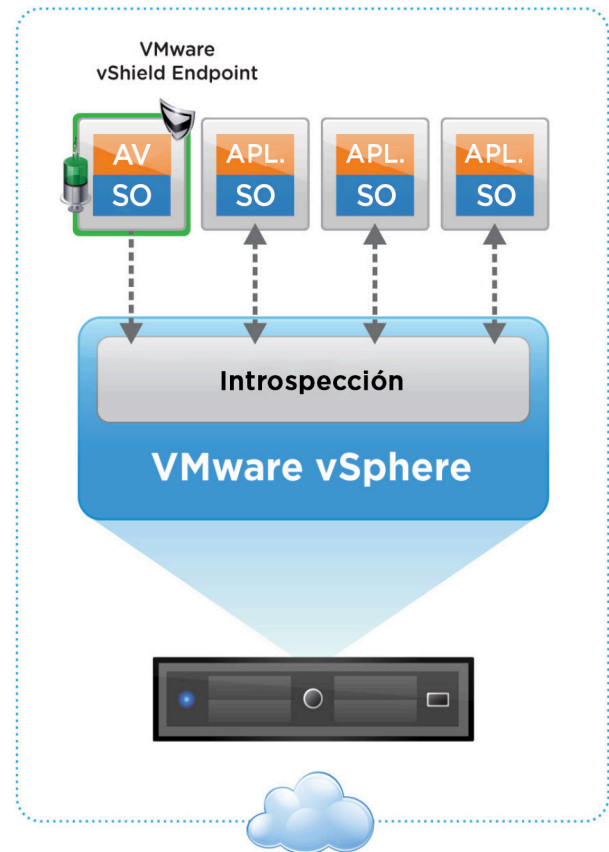 VMware
vShield Endpoint
AV
SO
APL.
SO
APL.
SO
APL.
SO
Introspección
VMware vSphere